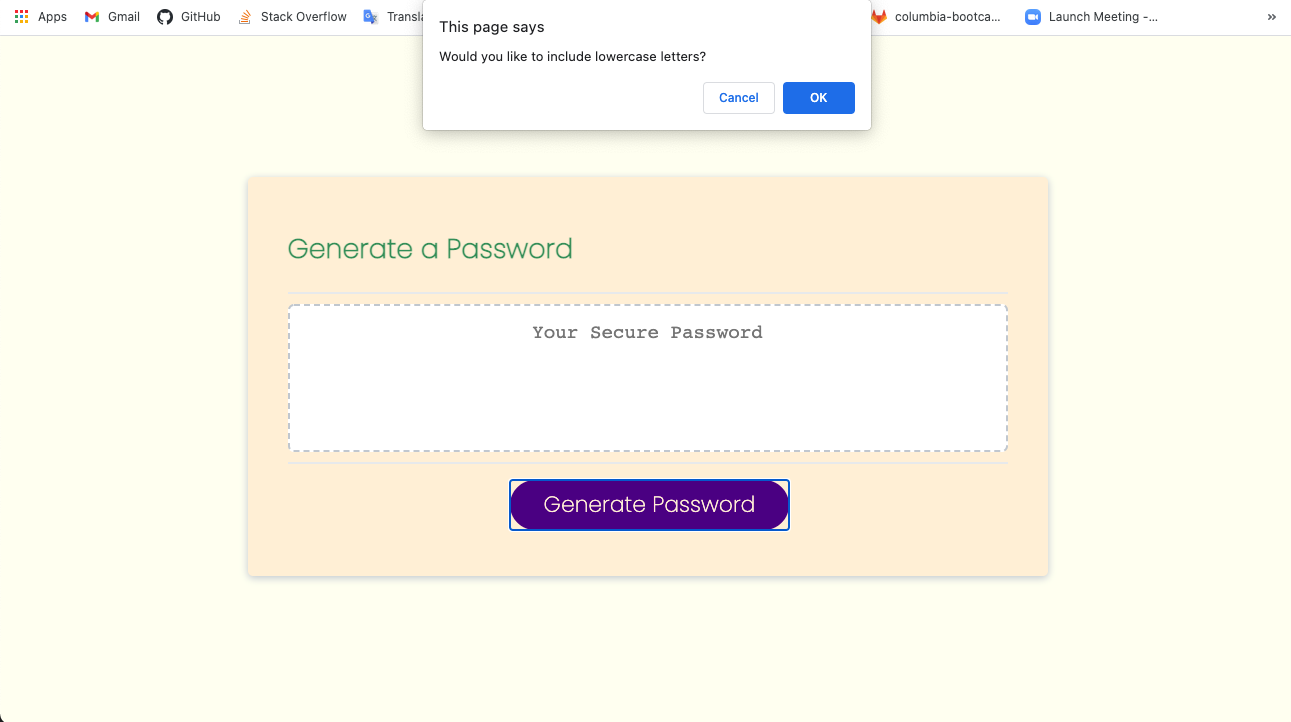 Apps Gmail GitHub Stack Overflow columbia-bootca... Launch Meeting -... »
This page says
Would you like to include lowercase letters?
Cancel OK
Generate a Password
Your Secure Password
Generate Password